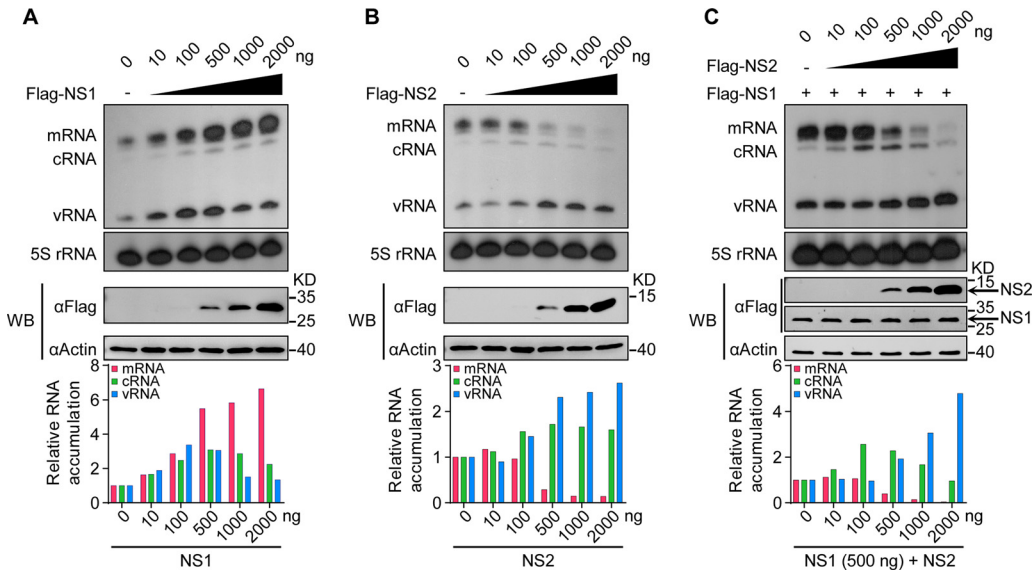 A
0 10 100 500 1000 2000 ng
Flag-NS1 -
mRNA
cRNA
vRNA
5S rRNA
KD
WB
αFlag
35
25
αActin
40
Relative RNA accumulation
8
6
4
2
0
mRNA
cRNA
vRNA
0 10 100 500 1000 2000 ng
NS1
B
0 10 100 500 1000 2000 ng
Flag-NS2 -
mRNA
cRNA
vRNA
5S rRNA
KD
WB
αFlag
15
αActin
40
Relative RNA accumulation
3
2
1
0
mRNA
cRNA
vRNA
0 10 100 500 1000 2000 ng
NS2
C
0 10 100 500 1000 2000 ng
Flag-NS2 -
Flag-NS1 + + + + + +
mRNA
cRNA
vRNA
5S rRNA
KD
WB
αFlag
15
NS2
35
NS1
25
αActin
40
Relative RNA accumulation
6
4
2
0
mRNA
cRNA
vRNA
0 10 100 500 1000 2000 ng
NS1 (500 ng) + NS2